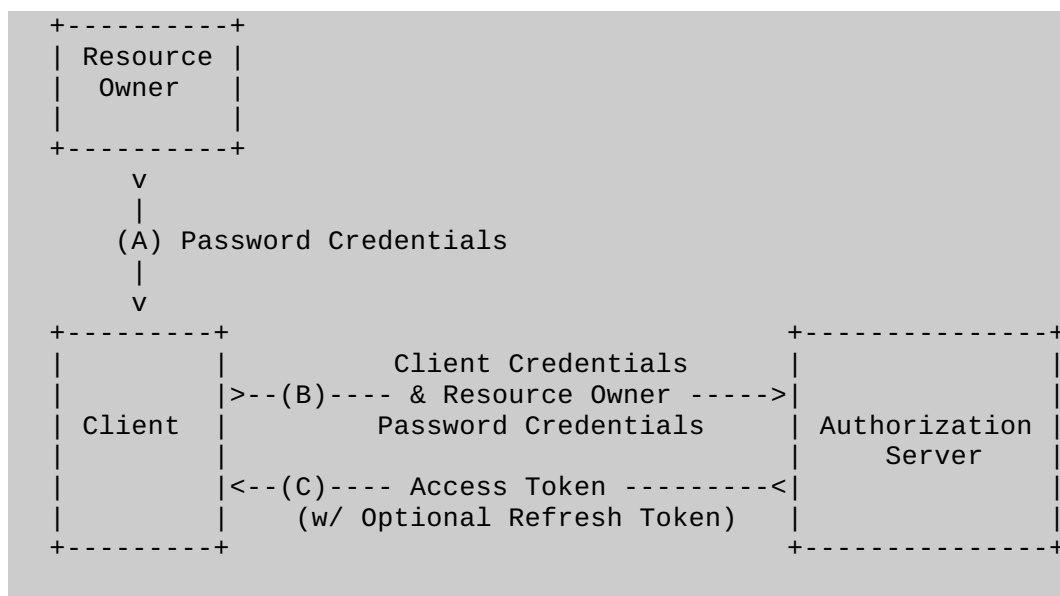 +----------+
| Resource |
|  Owner   |
|          |
+----------+
     v
     |
    (A) Password Credentials
     |
     v
+---------+                                  +---------------+
|         |          Client Credentials      |               |
|         |>--(B)---- & Resource Owner ----->|               |
| Client  |         Password Credentials     | Authorization |
|         |                                  |     Server    |
|         |<--(C)---- Access Token ---------<|               |
|         |    (w/ Optional Refresh Token)   |               |
+---------+                                  +---------------+